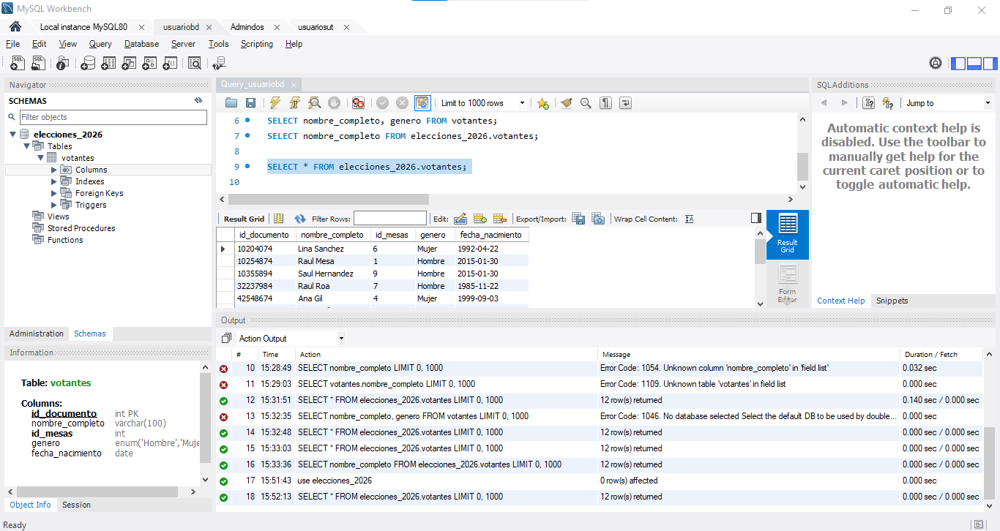 MySQL Workbench
Local instance MySQL80
usuariobd
Admindos
usuariosut
File Edit View Query Database Server Tools Scripting Help
Navigator
SCHEMAS
Filter objects
elecciones_2026
Tables
votantes
Columns
Indexes
Foreign Keys
Triggers
Views
Stored Procedures
Functions
Administration Schemas
Information
Table: votantes
Columns:
id_documento int PK
nombre_completo varchar(100)
id_mesas int
genero enum('Hombre','Muje
fecha_nacimiento date
Object Info Session
Query_usuariobd
Limit to 1000 rows
6 SELECT nombre_completo, genero FROM votantes;
7 SELECT nombre_completo FROM elecciones_2026.votantes;
8
9 SELECT * FROM elecciones_2026.votantes;
10
Result Grid Filter Rows: Edit: Export/Import: Wrap Cell Content:
id_documento nombre_completo id_mesas genero fecha_nacimiento
10204074 Lina Sanchez 6 Mujer 1992-04-22
10254874 Raul Mesa 1 Hombre 2015-01-30
10355894 Saul Hernandez 9 Hombre 2015-01-30
32237984 Raul Roa 7 Hombre 1985-11-22
42548674 Ana Gil 4 Mujer 1999-09-03
Result
Grid
Form
Editor
SQLAdditions
Jump to
Automatic context help is
disabled. Use the toolbar to
manually get help for the
current caret position or to
toggle automatic help.
Context Help Snippets
Output
Action Output
# Time Action Message Duration / Fetch
10 15:28:49 SELECT nombre_completo LIMIT 0, 1000 Error Code: 1054. Unknown column 'nombre_completo' in 'field list' 0.032 sec
11 15:29:03 SELECT votantes.nombre_completo LIMIT 0, 1000 Error Code: 1109. Unknown table 'votantes' in field list 0.000 sec
12 15:31:51 SELECT * FROM elecciones_2026.votantes LIMIT 0, 1000 12 row(s) returned 0.140 sec / 0.000 sec
13 15:32:35 SELECT nombre_completo, genero FROM votantes LIMIT 0, 1000 Error Code: 1046. No database selected Select the default DB to be used by double... 0.000 sec
14 15:32:48 SELECT * FROM elecciones_2026.votantes LIMIT 0, 1000 12 row(s) returned 0.000 sec / 0.000 sec
15 15:33:03 SELECT * FROM elecciones_2026.votantes LIMIT 0, 1000 12 row(s) returned 0.000 sec / 0.000 sec
16 15:33:36 SELECT nombre_completo FROM elecciones_2026.votantes LIMIT 0, 1000 12 row(s) returned 0.000 sec / 0.000 sec
17 15:51:43 use elecciones_2026 0 row(s) affected 0.000 sec
18 15:52:13 SELECT * FROM elecciones_2026.votantes LIMIT 0, 1000 12 row(s) returned 0.000 sec / 0.000 sec
Ready